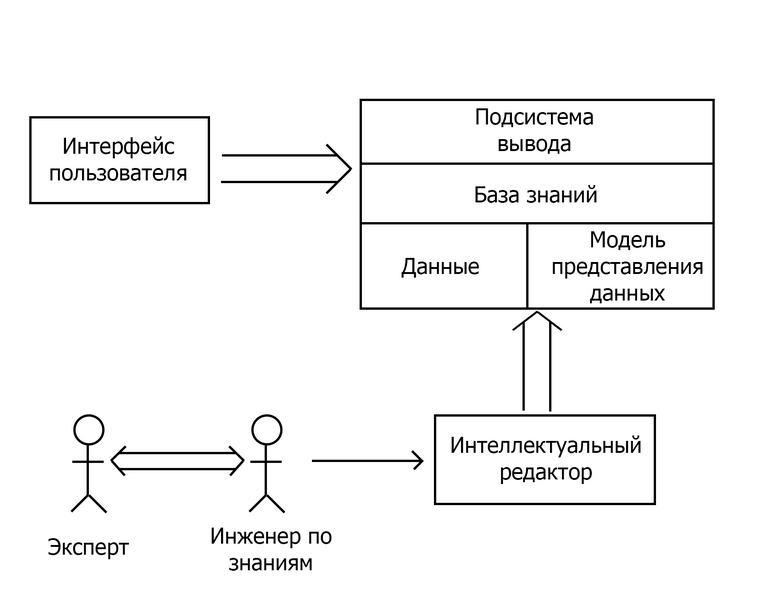 Подсистема
вывода
Интерфейс
пользователя
База знаний
Данные
Модель
представления
данных
Интеллектуальный
редактор
Эксперт
Инженер по
знаниям